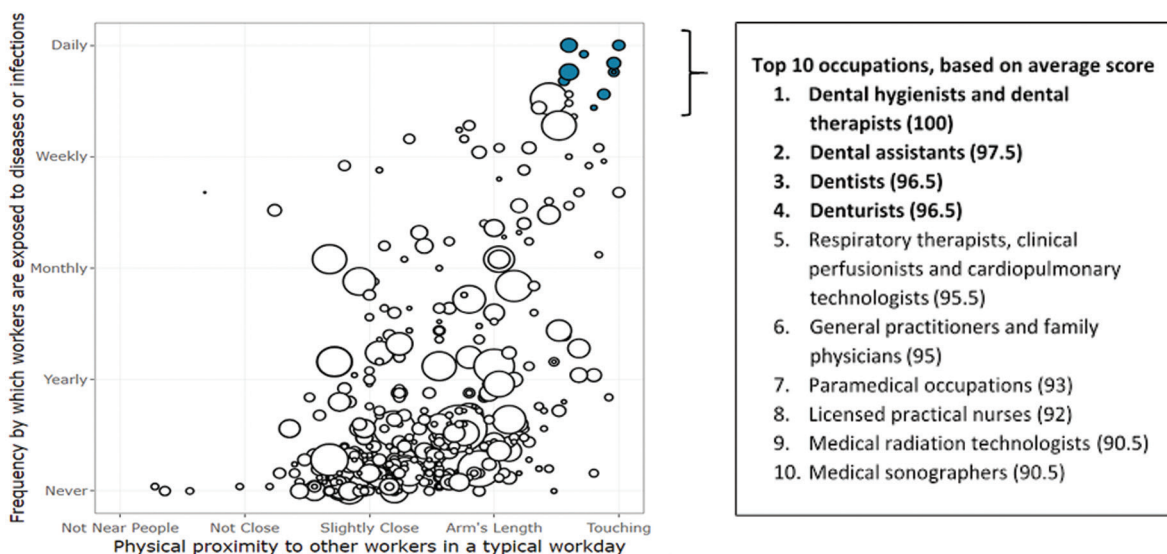 Frequency by which workers are exposed to diseases or infections
Daily
Weekly
Monthly
Yearly
Never
Not Near People
Not Close
Slightly Close
Arm's Length
Touching
Physical proximity to other workers in a typical workday
Top 10 occupations, based on average score
1. Dental hygienists and dental
therapists (100)
2. Dental assistants (97.5)
3. Dentists (96.5)
4. Denturists (96.5)
5. Respiratory therapists, clinical
perfusionists and cardiopulmonary
technologists (95.5)
6. General practitioners and family
physicians (95)
7. Paramedical occupations (93)
8. Licensed practical nurses (92)
9. Medical radiation technologists (90.5)
10. Medical sonographers (90.5)